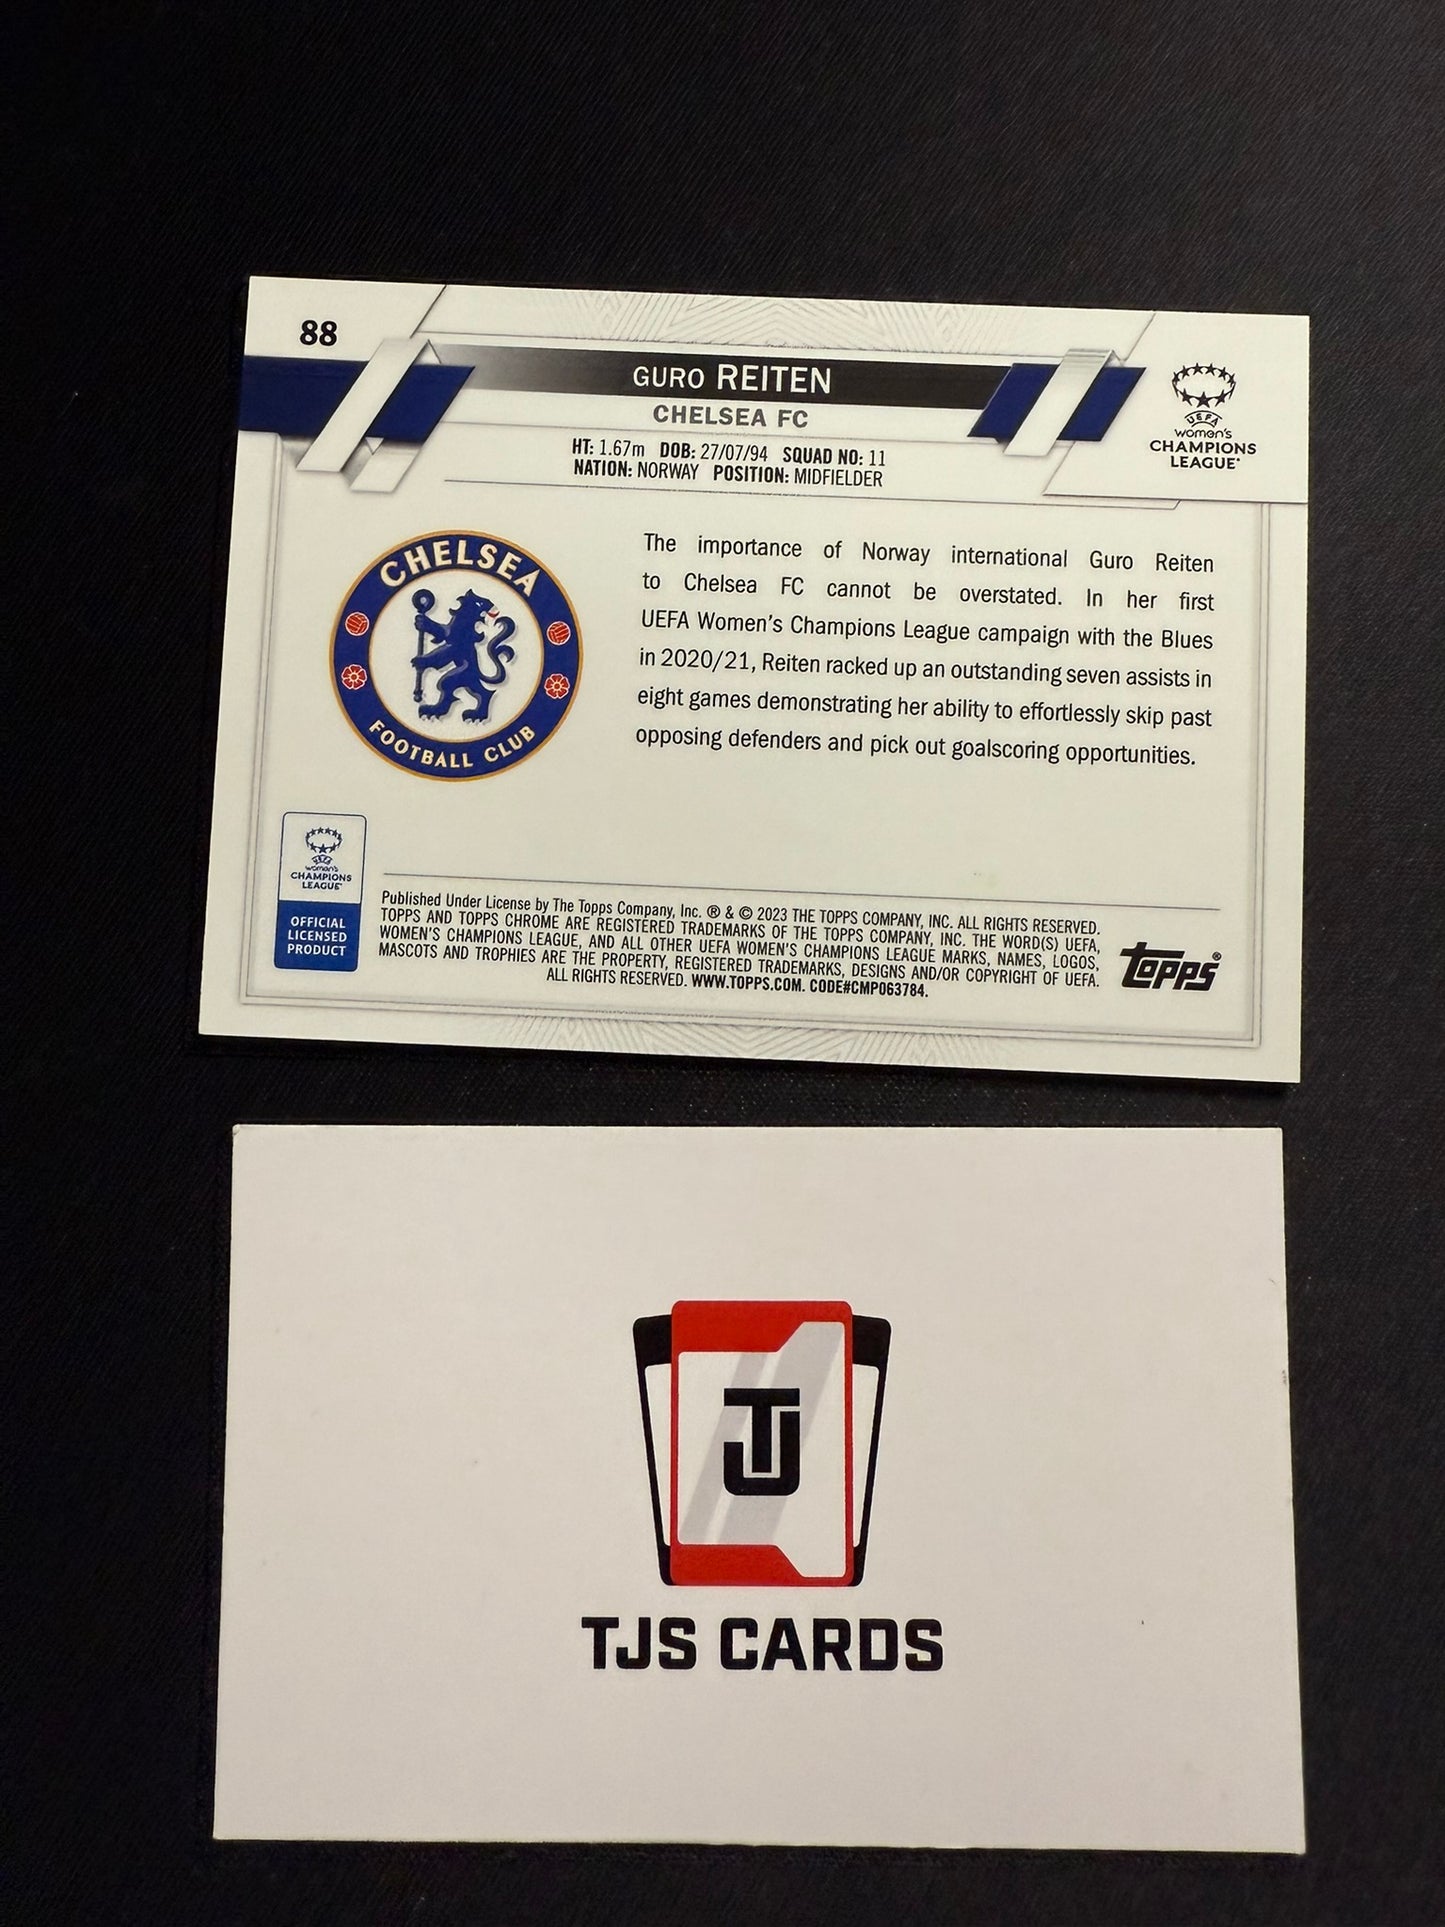 88
GURO REITEN
CHELSEA FC
HT: 1.67m DOB: 27/07/94 SQUAD NO: 11
NATION: NORWAY POSITION: MIDFIELDER
UEFA
women's
CHAMPIONS
LEAGUE
CHELSEA
FOOTBALL CLUB
The importance of Norway international Guro Reiten
to Chelsea FC cannot be overstated. In her first
UEFA Women's Champions League campaign with the Blues
in 2020/21, Reiten racked up an outstanding seven assists in
eight games demonstrating her ability to effortlessly skip past
opposing defenders and pick out goalscoring opportunities.
UEFA
women's
CHAMPIONS
LEAGUE
OFFICIAL
LICENSED
PRODUCT
Published Under License by The Topps Company, Inc. ® & © 2023 THE TOPPS COMPANY, INC. ALL RIGHTS RESERVED.
TOPPS AND TOPPS CHROME ARE REGISTERED TRADEMARKS OF THE TOPPS COMPANY, INC. THE WORD(S) UEFA,
WOMEN'S CHAMPIONS LEAGUE, AND ALL OTHER UEFA WOMEN'S CHAMPIONS LEAGUE MARKS, NAMES, LOGOS,
MASCOTS AND TROPHIES ARE THE PROPERTY, REGISTERED TRADEMARKS, DESIGNS AND/OR COPYRIGHT OF UEFA.
ALL RIGHTS RESERVED. WWW.TOPPS.COM. CODE#CMP063784.
topps®
TJ
TJS CARDS